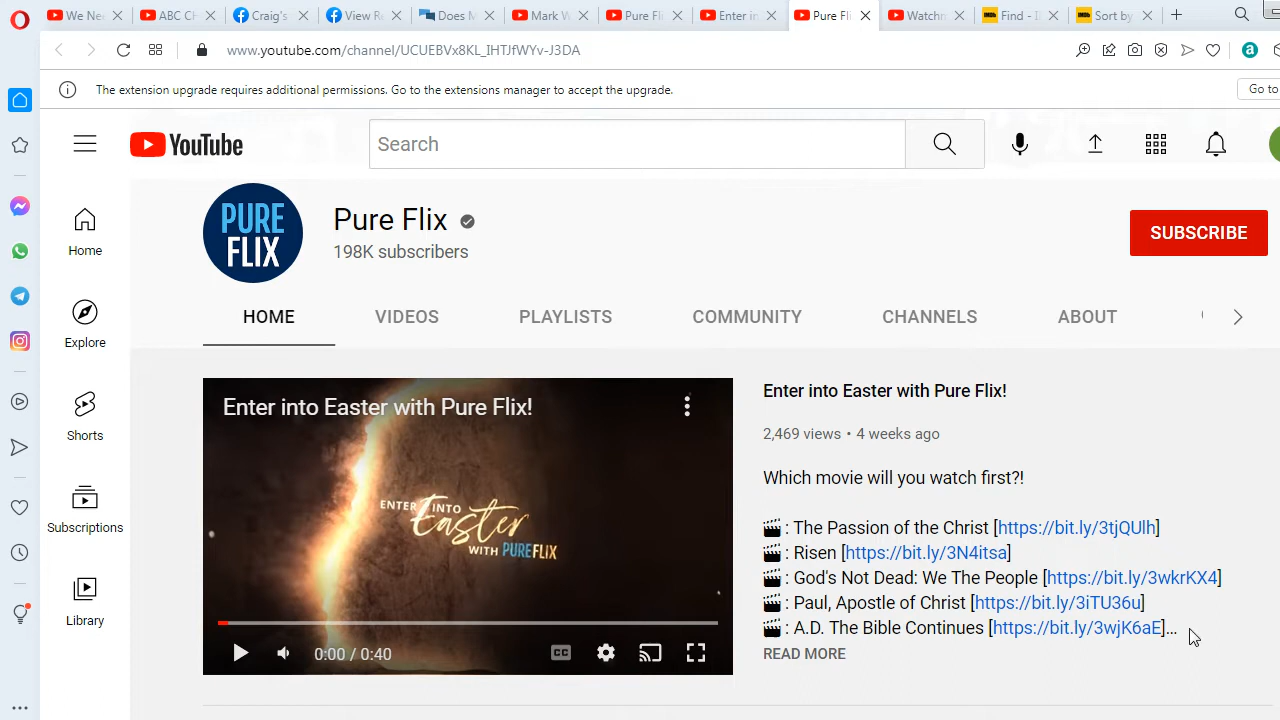 We Nee
ABC Ch
Craig'
View Re
Does M
Mark W
Pure Fli
Enter in
Pure Fli
Watchm
Find - I
Sort by
www.youtube.com/channel/UCUEBVx8KL_IHTJfWYv-J3DA
The extension upgrade requires additional permissions. Go to the extensions manager to accept the upgrade.
Go to
YouTube
Search
Home
Explore
Shorts
Subscriptions
Library
PURE
FLIX
Pure Flix
198K subscribers
SUBSCRIBE
HOME
VIDEOS
PLAYLISTS
COMMUNITY
CHANNELS
ABOUT
Enter into Easter with Pure Flix!
ENTER INTO
Easter
WITH PUREFLIX
0:00 / 0:40
CC
Enter into Easter with Pure Flix!
2,469 views • 4 weeks ago
Which movie will you watch first?!
🎬 : The Passion of the Christ [https://bit.ly/3tjQUlh]
🎬 : Risen [https://bit.ly/3N4itsa]
🎬 : God's Not Dead: We The People [https://bit.ly/3wkrKX4]
🎬 : Paul, Apostle of Christ [https://bit.ly/3iTU36u]
🎬 : A.D. The Bible Continues [https://bit.ly/3wjK6aE]...
READ MORE